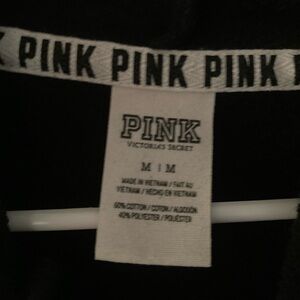 K PINK PINK PINK
PINK
VICTORIA'S SECRET
M | M
MADE IN VIETNAM / FAIT AU
VIETNAM / HECHO EN VIETNAM
60% COTTON / COTON / ALGODÓN
40% POLYESTER / POLIÉSTER